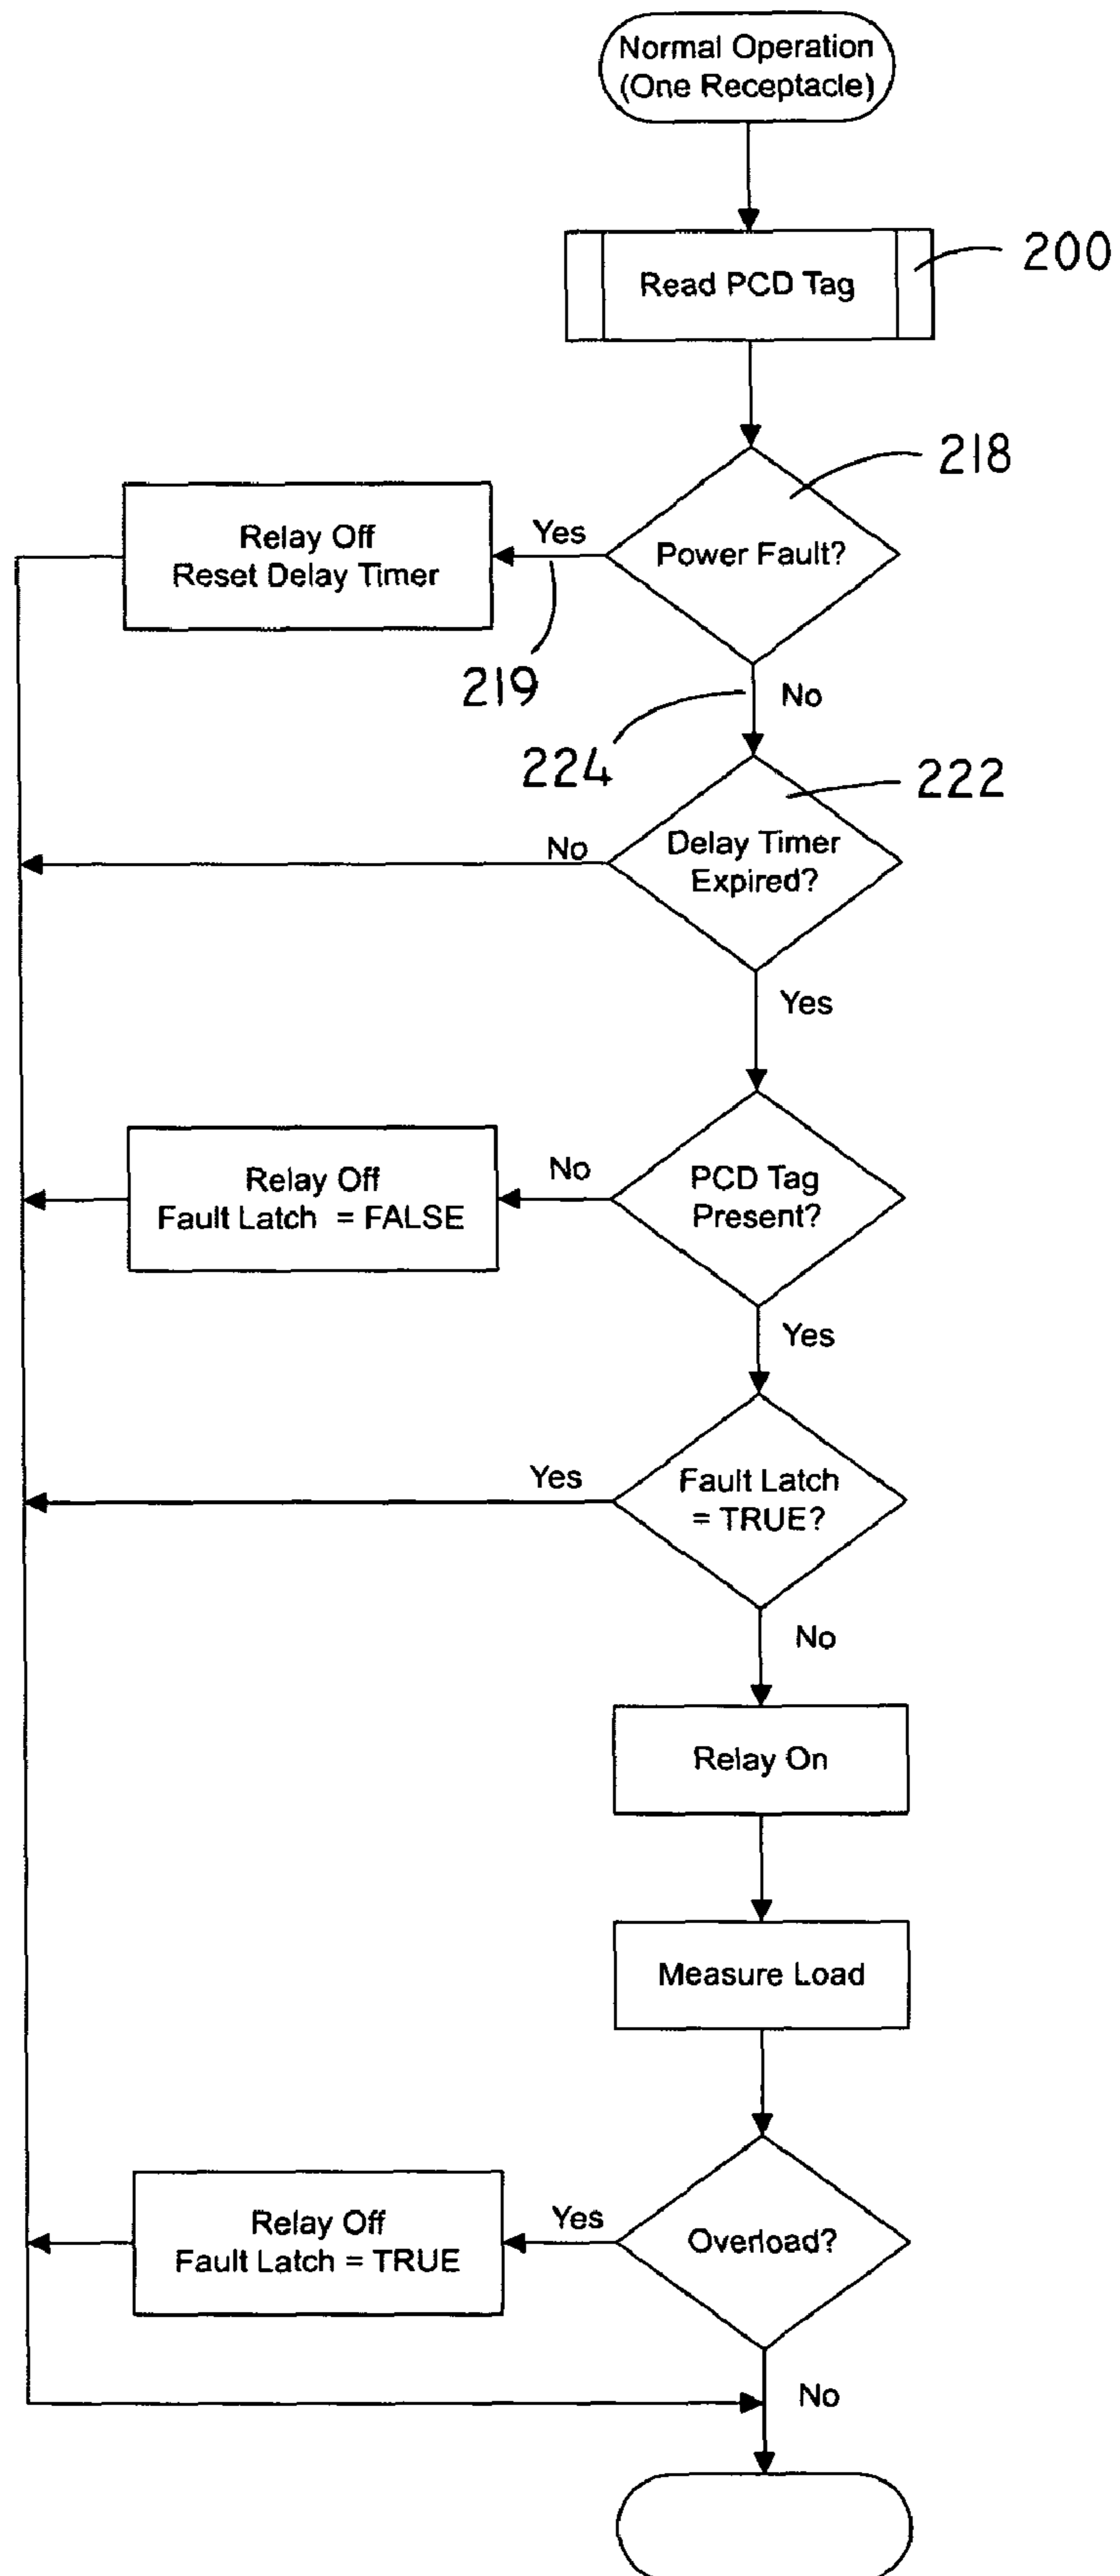 Normal Operation
(One Receptacle)
Read PCD Tag
200
218
Power Fault?
Yes
Relay Off
Reset Delay Timer
219
No
224
222
Delay Timer
Expired?
No
Yes
PCD Tag
Present?
No
Relay Off
Fault Latch = FALSE
Yes
Fault Latch
= TRUE?
Yes
No
Relay On
Measure Load
Overload?
Yes
Relay Off
Fault Latch = TRUE
No